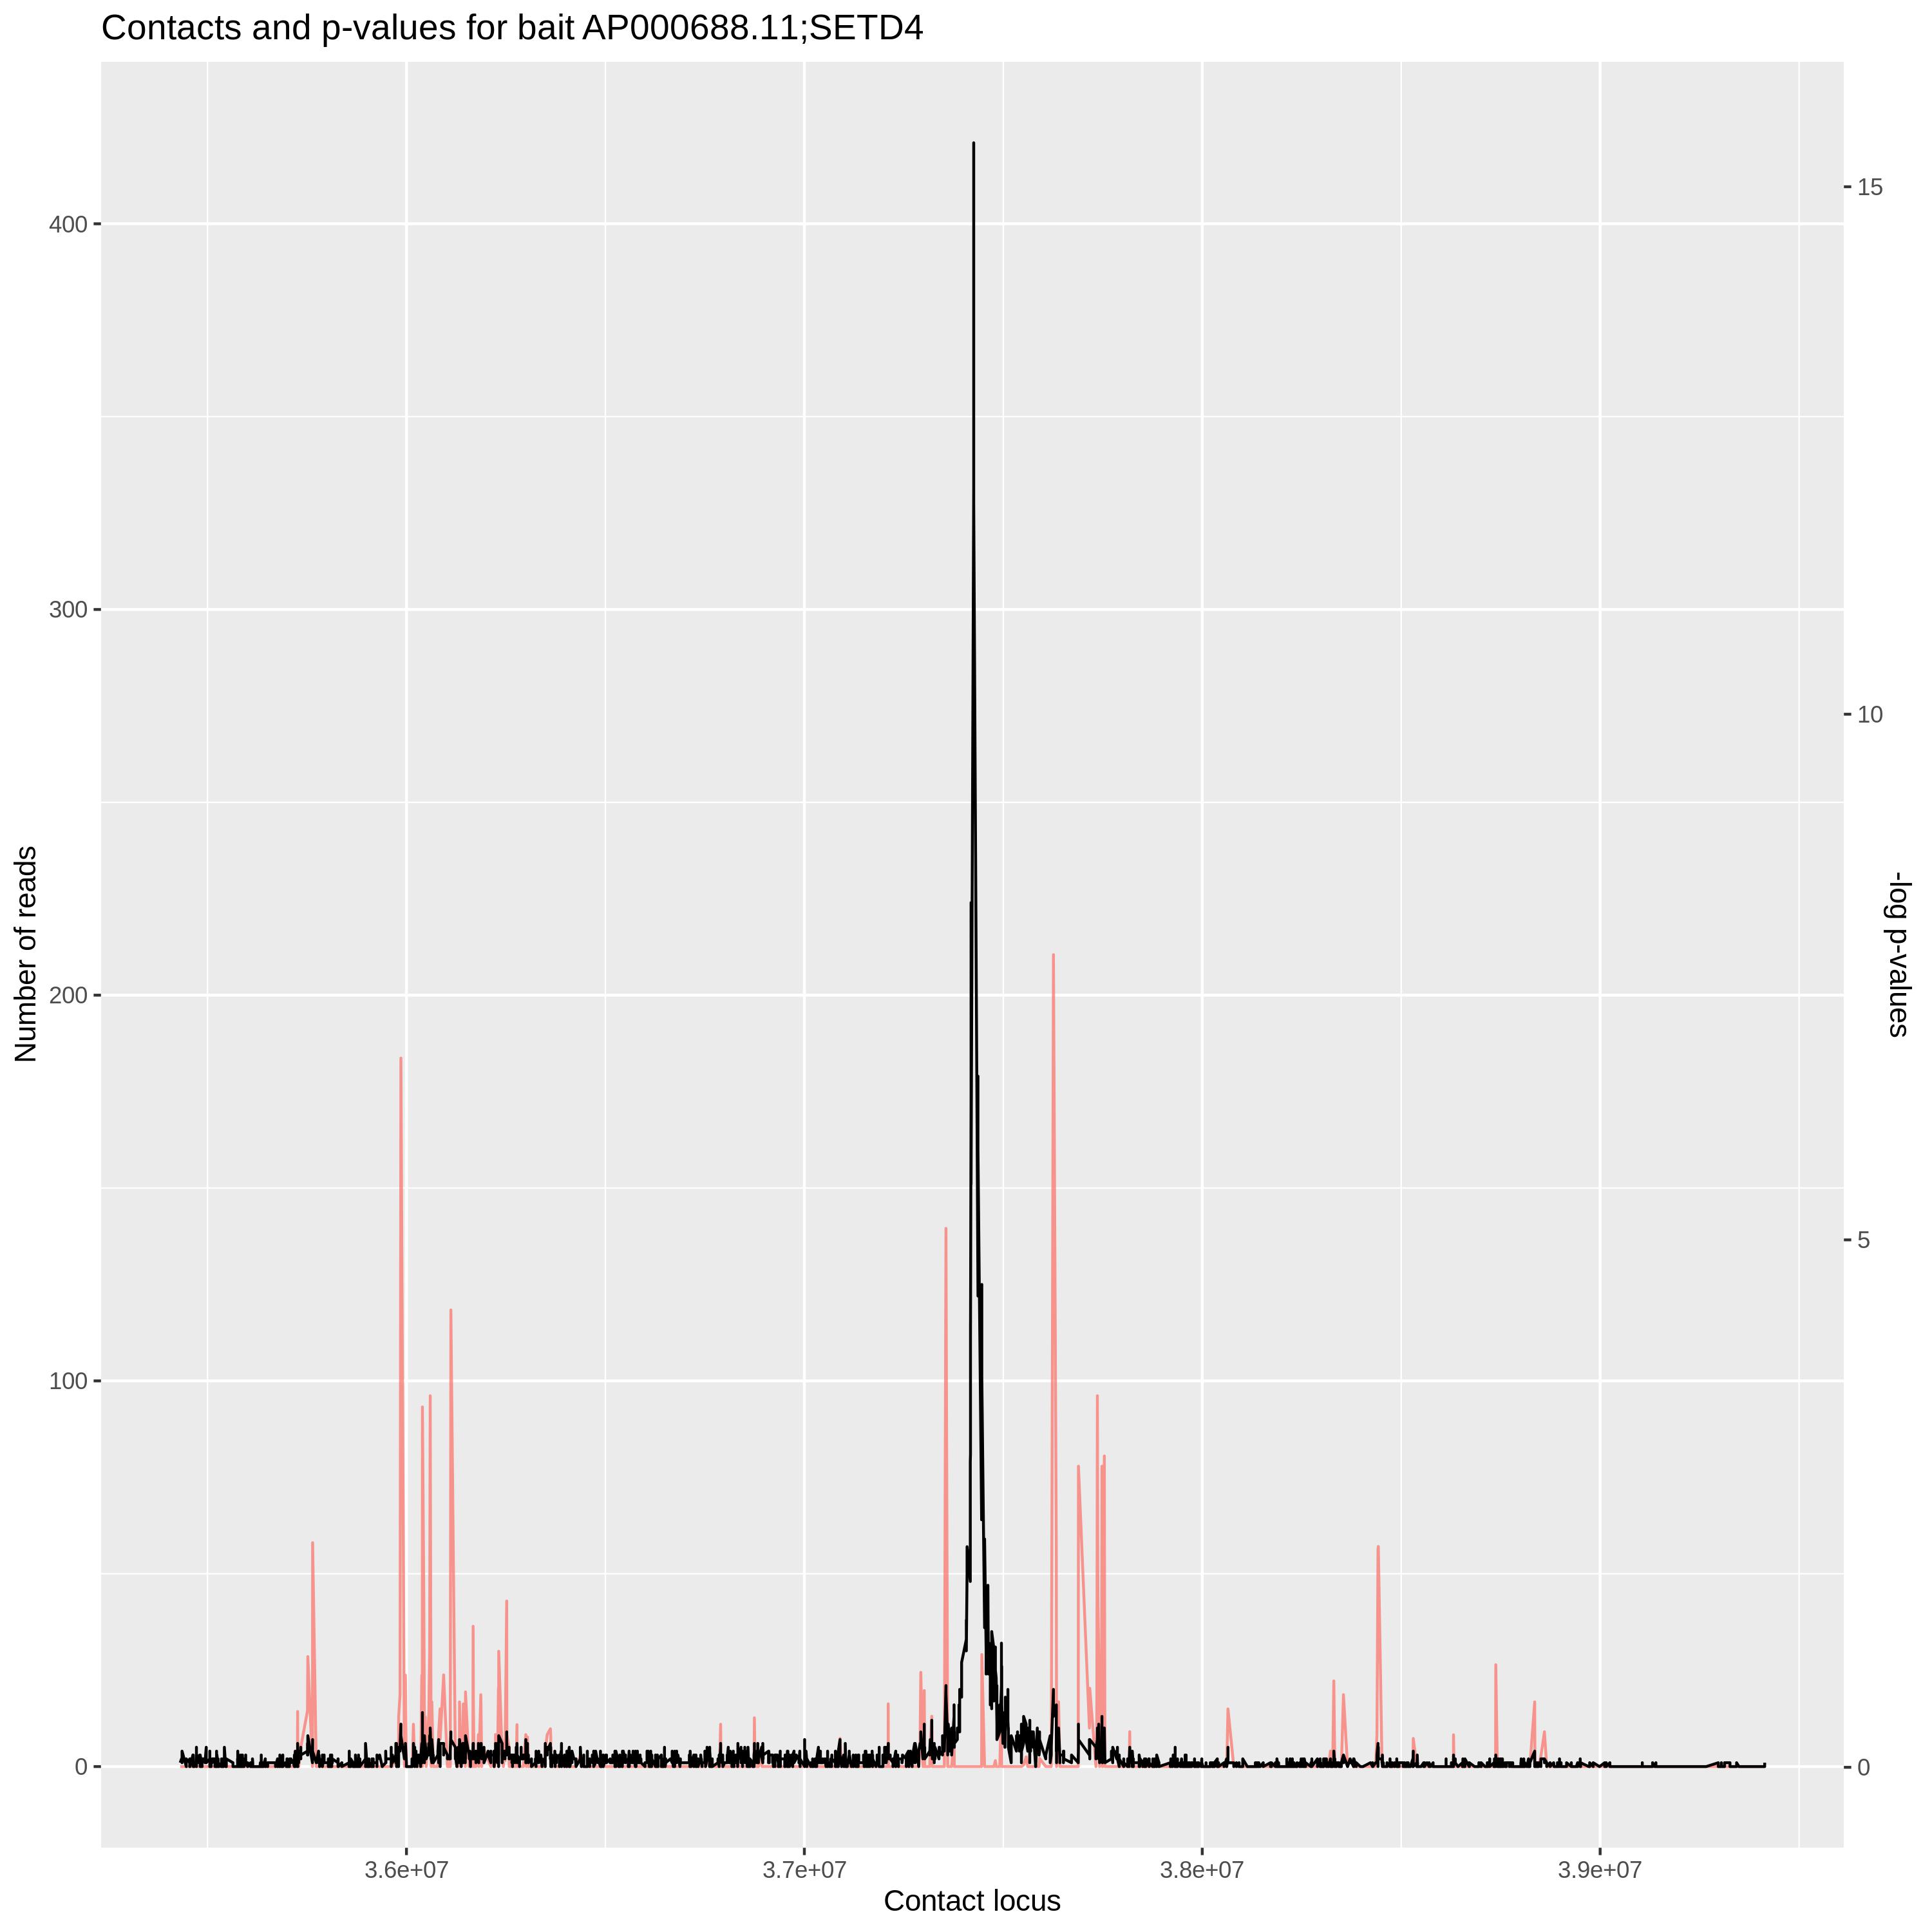 Contacts and p-values for bait AP000688.11;SETD4
Number of reads
400
300
200
100
0
15
10
5
0
-log p-values
3.6e+07
3.7e+07
3.8e+07
3.9e+07
Contact locus